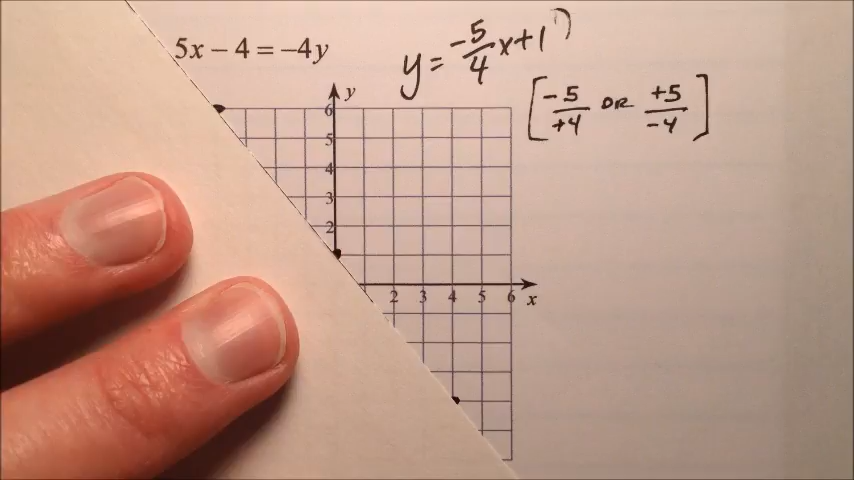 5x − 4 = −4y
y = -5/4 x + 1
[ -5/+4 OR +5/-4 ]
y
6
5
4
3
2
2 3 4 5 6 x